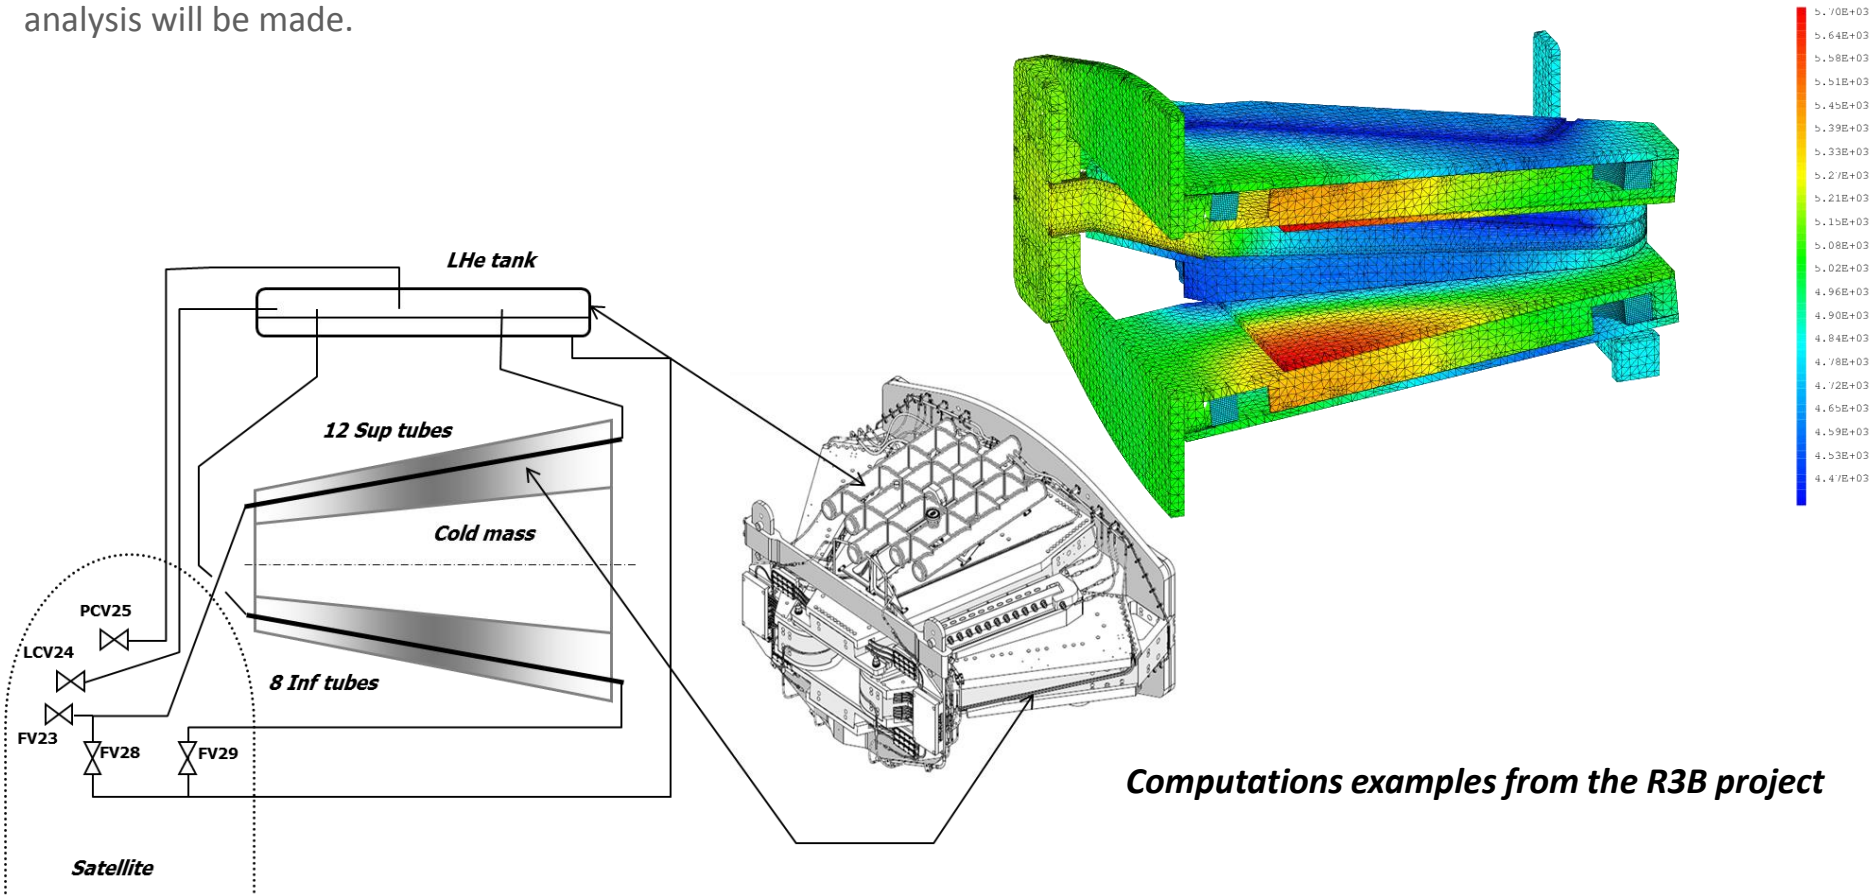 analysis will be made.
5.70E+03
5.64E+03
5.58E+03
5.51E+03
5.45E+03
5.39E+03
5.33E+03
5.27E+03
5.21E+03
5.15E+03
5.08E+03
5.02E+03
4.96E+03
4.90E+03
4.84E+03
4.78E+03
4.72E+03
4.65E+03
4.59E+03
4.53E+03
4.47E+03
LHe tank
12 Sup tubes
Cold mass
PCV25
LCV24
8 Inf tubes
FV23
FV28
FV29
Satellite
Computations examples from the R3B project